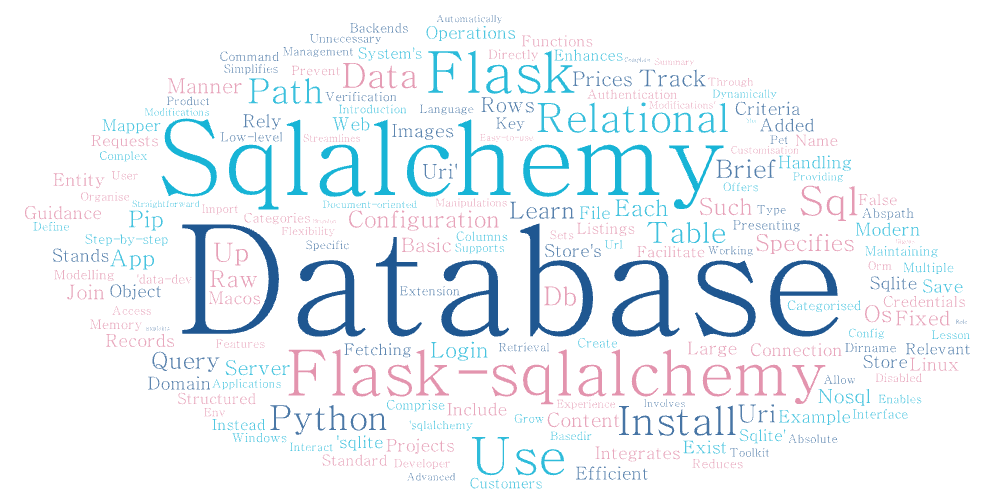 Automatically
Backends
Operations
Unnecessary
Functions
Command
Management
System's
Flask
Directly
Enhances
Simplifies
Prevent
Data
Prices
Track
Summary
Through
Manner
Path
Verification
Authentication
Dynamically
Product
Introduction
Language
Rows
Relational
Modifications'
Criteria
Modifications
Rely
Web
Images
Key
Added
Mapper
Low-level
Streamlines
Easy-to-use
Pet
Name
Requests
Sqlalchemy
Customisation
Complex
Uri'
Brief
Handling
Entity
User
Offers
Providing
Organise
Straightforward
Document-oriented
Manipulations
Learn
File
Each
Such
Type
Sql
False
Guidance
Import
Categories
Configuration
Abspath
Define
Pip
Flexibility
Sets
Listings
Presenting
Modern
Step-by-step
Specific
Basic
Columns
Supports
Store's
Url
Table
Specifies
Stands
App
Up
Facilitate
Working
Maintaining
Modelling
'data-dev
Raw
Database
Orm
Multiple
Join
Object
Macos
Extension
Db
Sqlite
Save
Access
Categorised
Credentials
Memory
Os
Fixed
Records
Features
Config
Lesson
Fetching
Login
Retrieval
Create
Large
Connection
Dirname
Relevant
Query
Server
Flask-sqlalchemy
Store
Linux
Domain
Applications
Allow
Disabled
Structured
Comprise
Experience
Involves
Nosql
Enables
Env
Python
Include
Grow
Content
Install
Uri
Example
Interface
Instead
'sqlalchemy
Basedir
Windows
Interact
'sqlite
Projects
Use
Integrates
Exist
Sqlite'
Absolute
Standard
Developer
Reduces
Toolkit
Advanced
Efficient
Customers